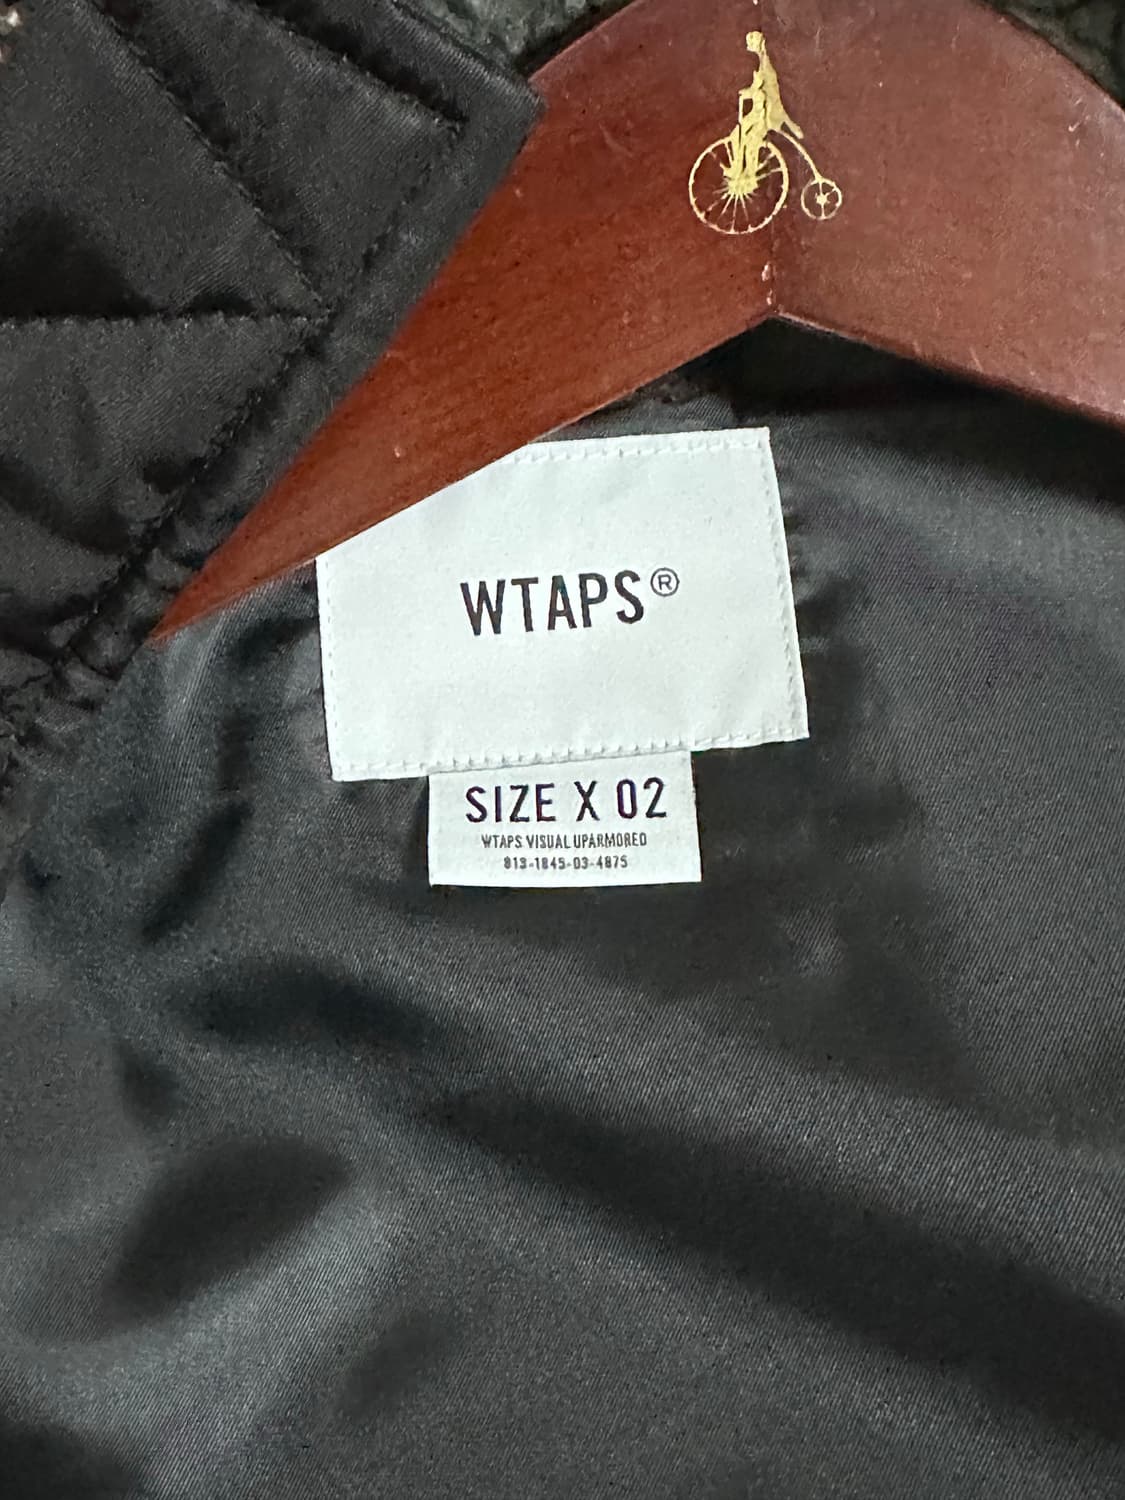 WTAPS®
SIZE X 02
WTAPS VISUAL UPARMORED
813-1845-03-4875